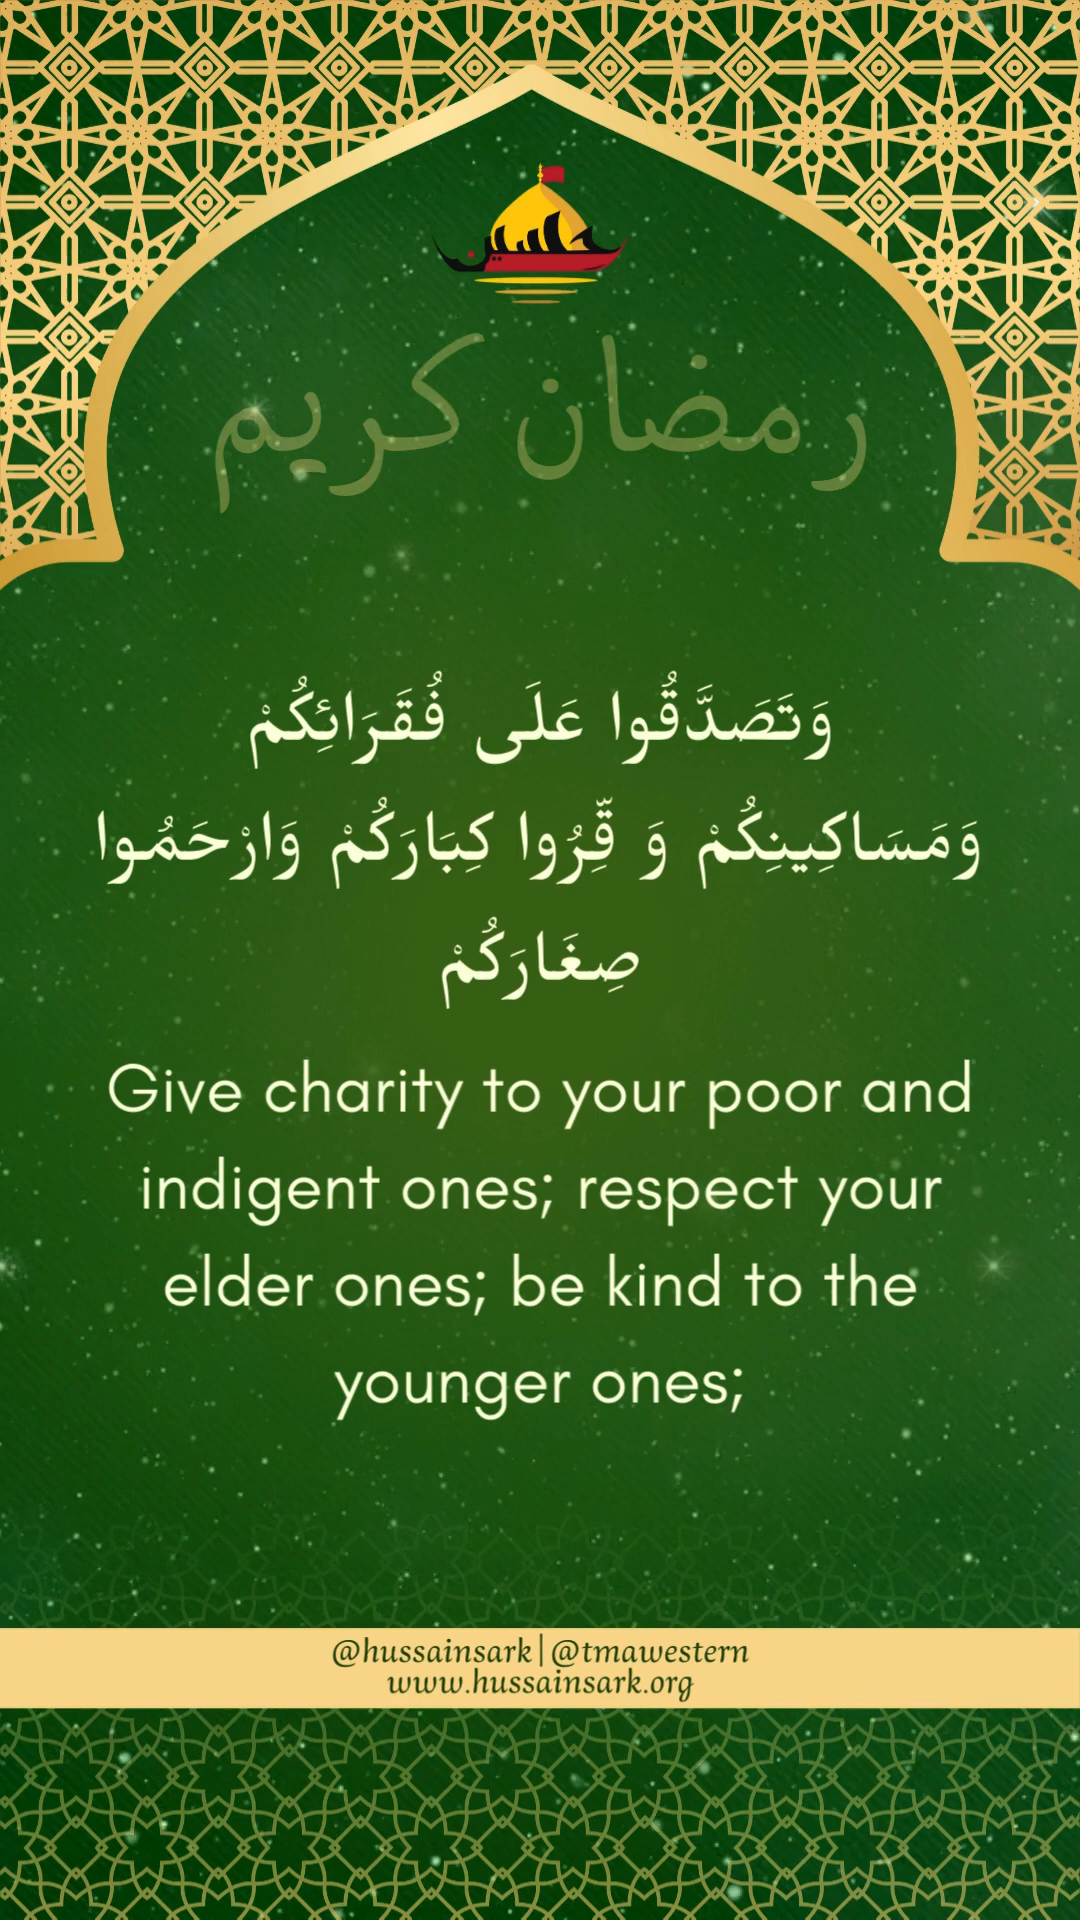 رمضان كريم
وَتَصَدَّقُوا عَلَى فُقَرَائِكُمْ
وَمَسَاكِينِكُمْ وَ قِّرُوا كِبَارَكُمْ وَارْحَمُوا
صِغَارَكُمْ
Give charity to your poor and
indigent ones; respect your
elder ones; be kind to the
younger ones;
@hussainsark|@tmawestern
www.hussainsark.org